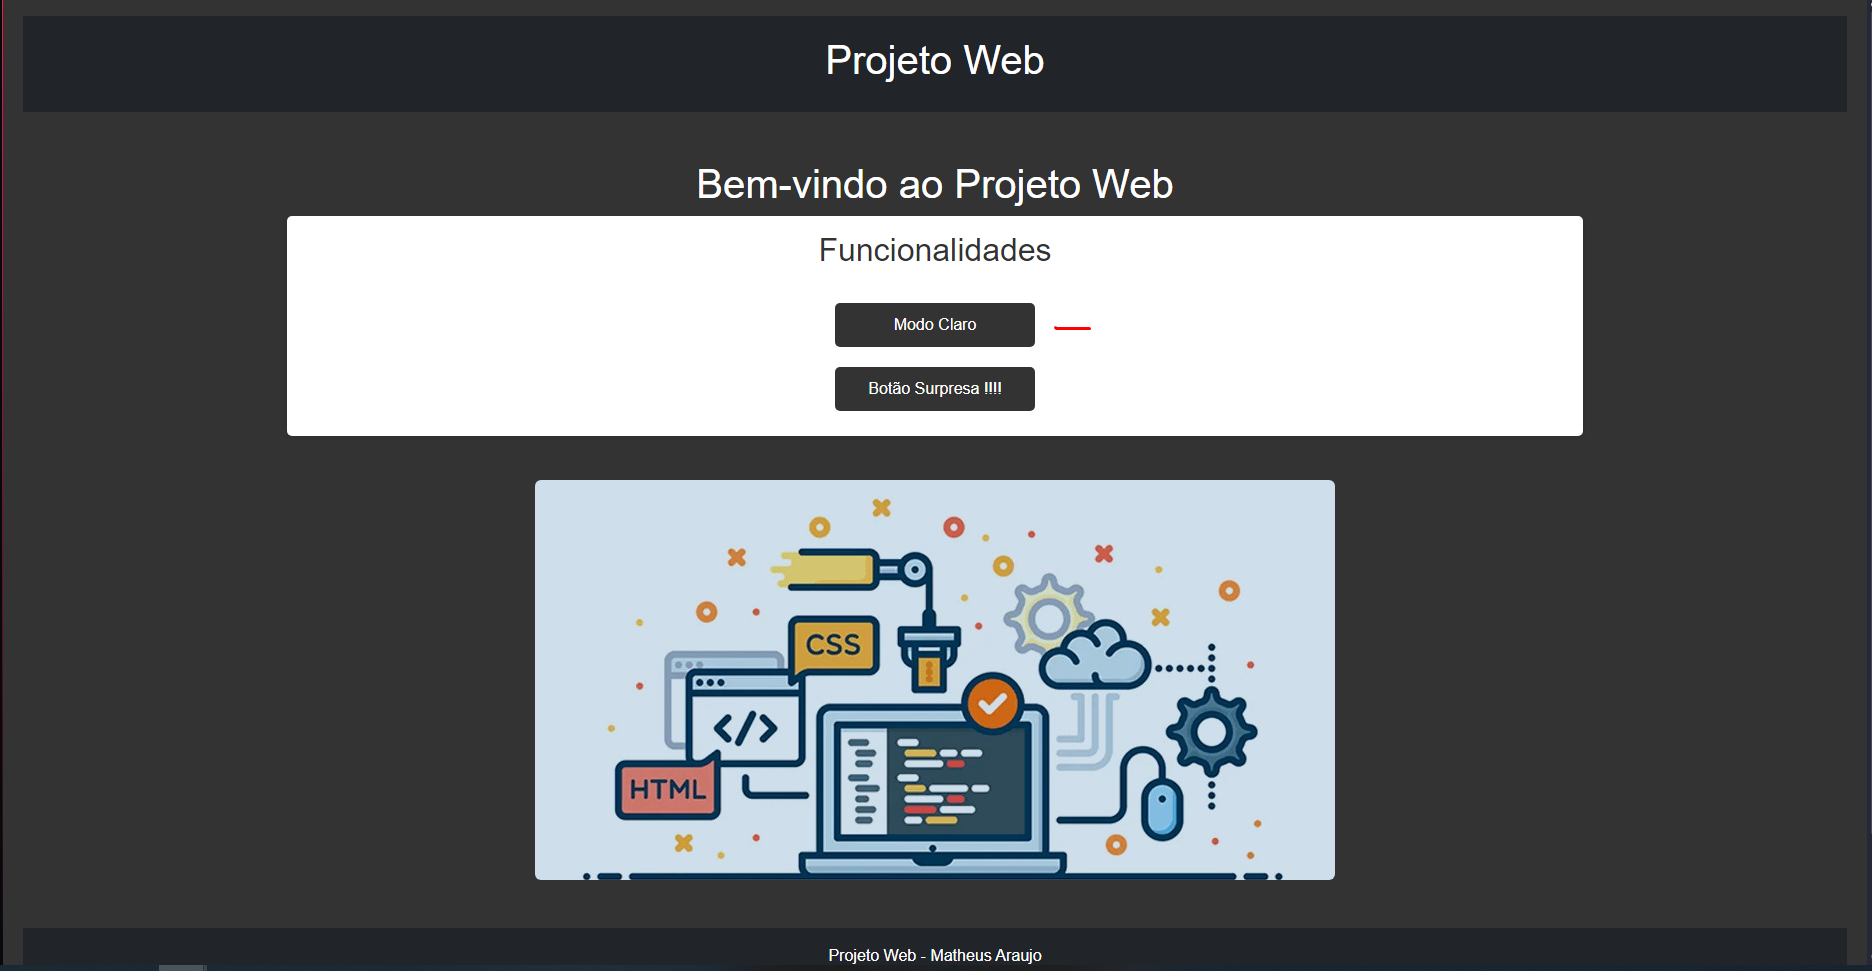 Projeto Web
Bem-vindo ao Projeto Web
Funcionalidades
Modo Claro
Botão Surpresa !!!!
CSS
</>
HTML
Projeto Web - Matheus Araujo